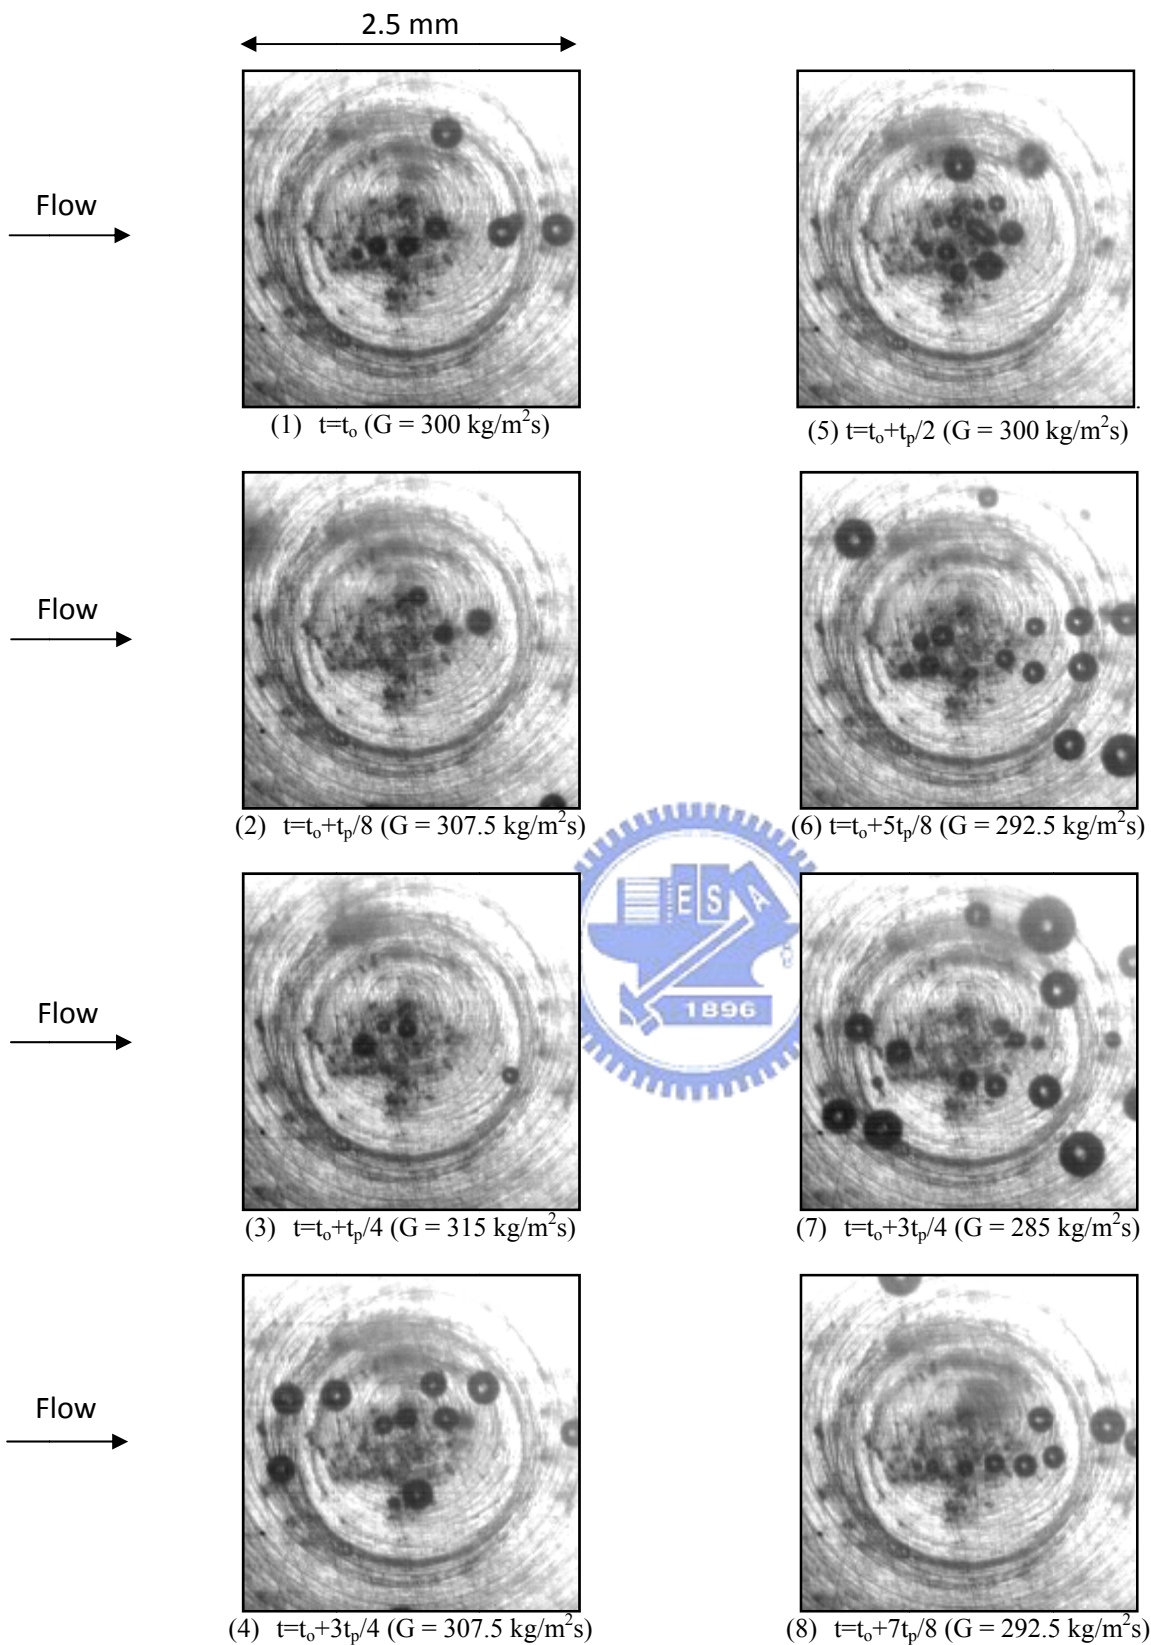 2.5 mm
Flow
(1) t=tₒ (G = 300 kg/m²s)
(5) t=tₒ+tₚ/2 (G = 300 kg/m²s)
Flow
(2) t=tₒ+tₚ/8 (G = 307.5 kg/m²s)
(6) t=tₒ+5tₚ/8 (G = 292.5 kg/m²s)
E S A
1896
Flow
(3) t=tₒ+tₚ/4 (G = 315 kg/m²s)
(7) t=tₒ+3tₚ/4 (G = 285 kg/m²s)
Flow
(4) t=tₒ+3tₚ/4 (G = 307.5 kg/m²s)
(8) t=tₒ+7tₚ/8 (G = 292.5 kg/m²s)